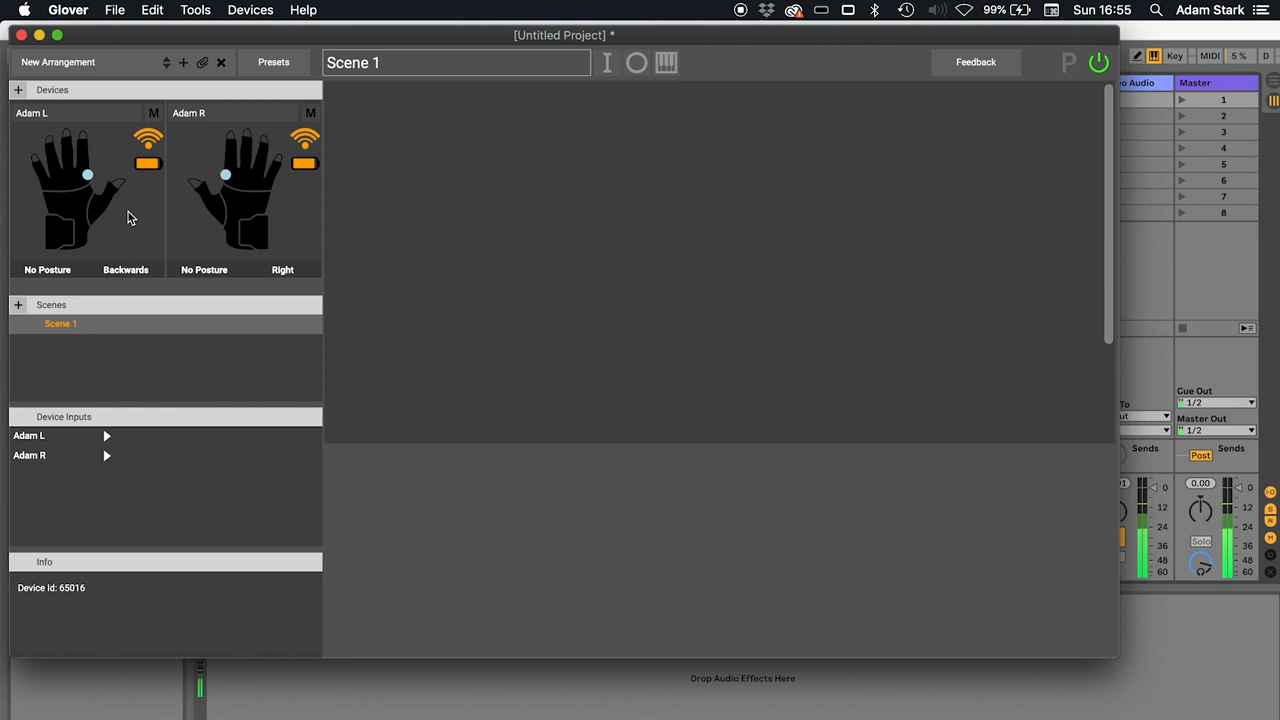 Glover File Edit Tools Devices Help 99% Sun 16:55 Adam Stark
[Untitled Project] *
New Arrangement Presets Scene 1 Feedback P
Key MIDI 5% D
Devices
Adam L M Adam R M
No Posture Backwards No Posture Right
Scenes
Scene 1
Device Inputs
Adam L
Adam R
Info
Device Id: 65016
Audio Master
1
2
3
4
5
6
7
8
Cue Out
1/2
To Master Out
1/2
Sends Sends
Post
0.00
0 0
12 12
24 24
36 36
Solo
48 48
60 60
Drop Audio Effects Here